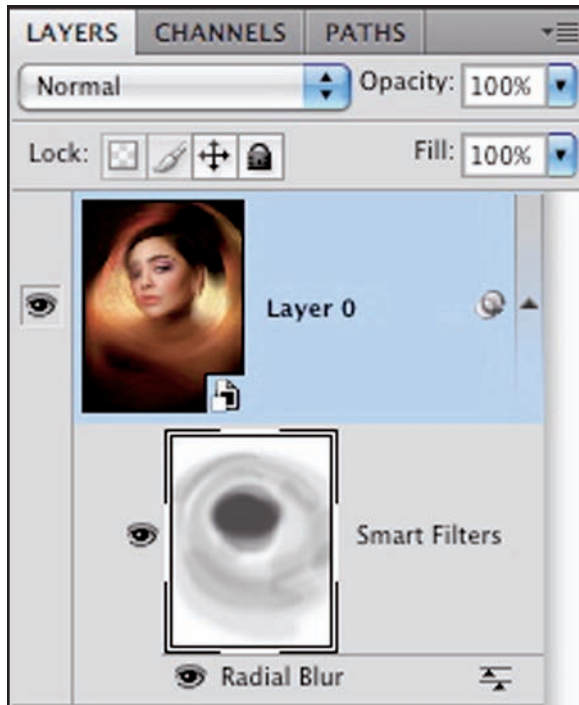 LAYERS CHANNELS PATHS
Normal Opacity: 100%
Lock: Fill: 100%
Layer 0
Smart Filters
Radial Blur